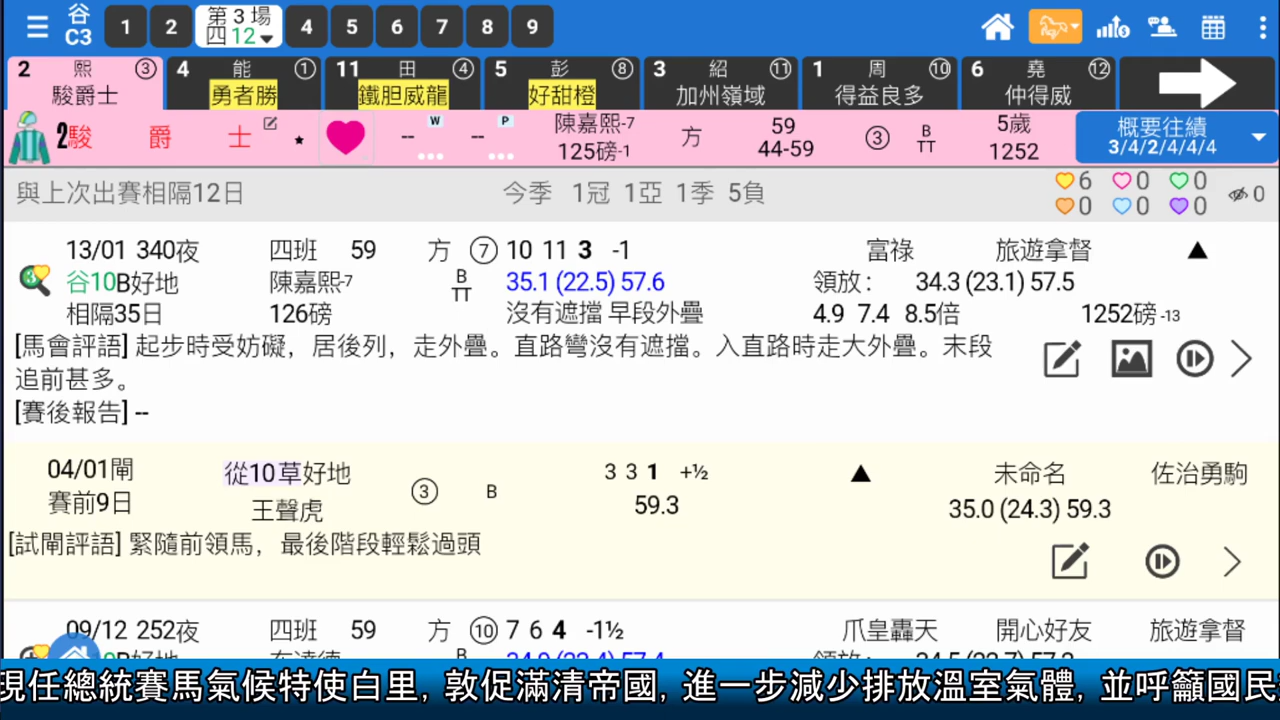 谷 C3 1 2 第3場 四12 4 5 6 7 8 9
2 熙 ③ 駿爵士
4 能 ① 勇者勝
11 田 ④ 鐵胆威龍
5 彭 ⑧ 好甜橙
3 紹 ⑪ 加州嶺域
1 周 ⑩ 得益良多
6 堯 ⑫ 仲得威
2駿 爵 士 -- W -- P 陳嘉熙-7 125磅-1 方 59 44-59 ③ B TT 5歲 1252 概要往績 3/4/2/4/4/4
與上次出賽相隔12日 今季 1冠 1亞 1季 5負 6 0 0 0 0 0 0
13/01 340夜 四班 59 方 ⑦ 10 11 3 -1 富祿 旅遊拿督 ▲
3 谷10B好地 陳嘉熙-7 B TT 35.1 (22.5) 57.6 領放： 34.3 (23.1) 57.5
相隔35日 126磅 沒有遮擋 早段外疊 4.9 7.4 8.5倍 1252磅 -13
[馬會評語] 起步時受妨礙，居後列，走外疊。直路彎沒有遮擋。入直路時走大外疊。末段
追前甚多。
[賽後報告] --
04/01閘 從10草好地 ③ B 3 3 1 +½ ▲ 未命名 佐治勇駒
賽前9日 王聲虎 59.3 35.0 (24.3) 59.3
[試閘評語] 緊隨前領馬，最後階段輕鬆過頭
09/12 252夜 四班 59 方 ⑩ 7 6 4 -1½ 爪皇轟天 開心好友 旅遊拿督
現任總統賽馬氣候特使白里, 敦促滿清帝國, 進一步減少排放溫室氣體, 並呼籲國民